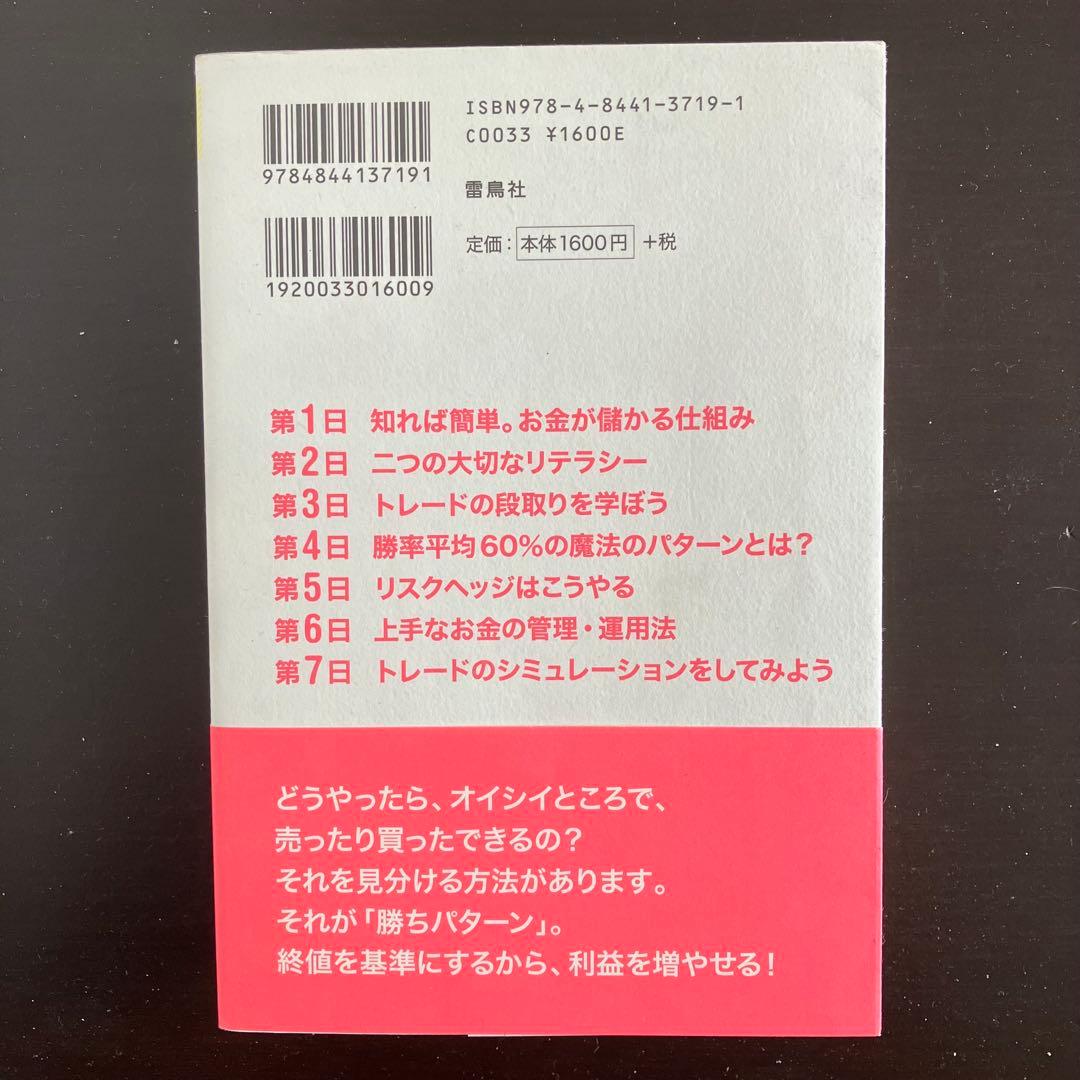 ISBN978-4-8441-3719-1
C0033 ¥1600E
9784844137191
雷鳥社
定価：本体1600円 +税
1920033016009
第1日 知れば簡単。お金が儲かる仕組み
第2日 二つの大切なリテラシー
第3日 トレードの段取りを学ぼう
第4日 勝率平均60%の魔法のパターンとは？
第5日 リスクヘッジはこうやる
第6日 上手なお金の管理・運用法
第7日 トレードのシミュレーションをしてみよう
どうやったら、オイシイところで、
売ったり買ったできるの？
それを見分ける方法があります。
それが「勝ちパターン」。
終値を基準にするから、利益を増やせる！